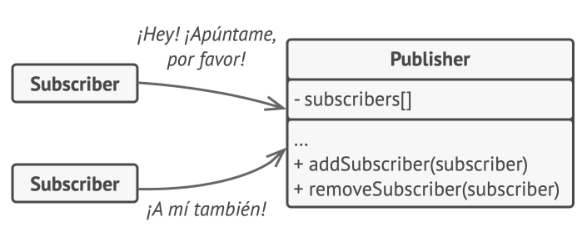 ¡Hey! ¡Apúntame,
por favor!
Subscriber
Subscriber
¡A mí también!
Publisher
- subscribers[]
...
+ addSubscriber(subscriber)
+ removeSubscriber(subscriber)